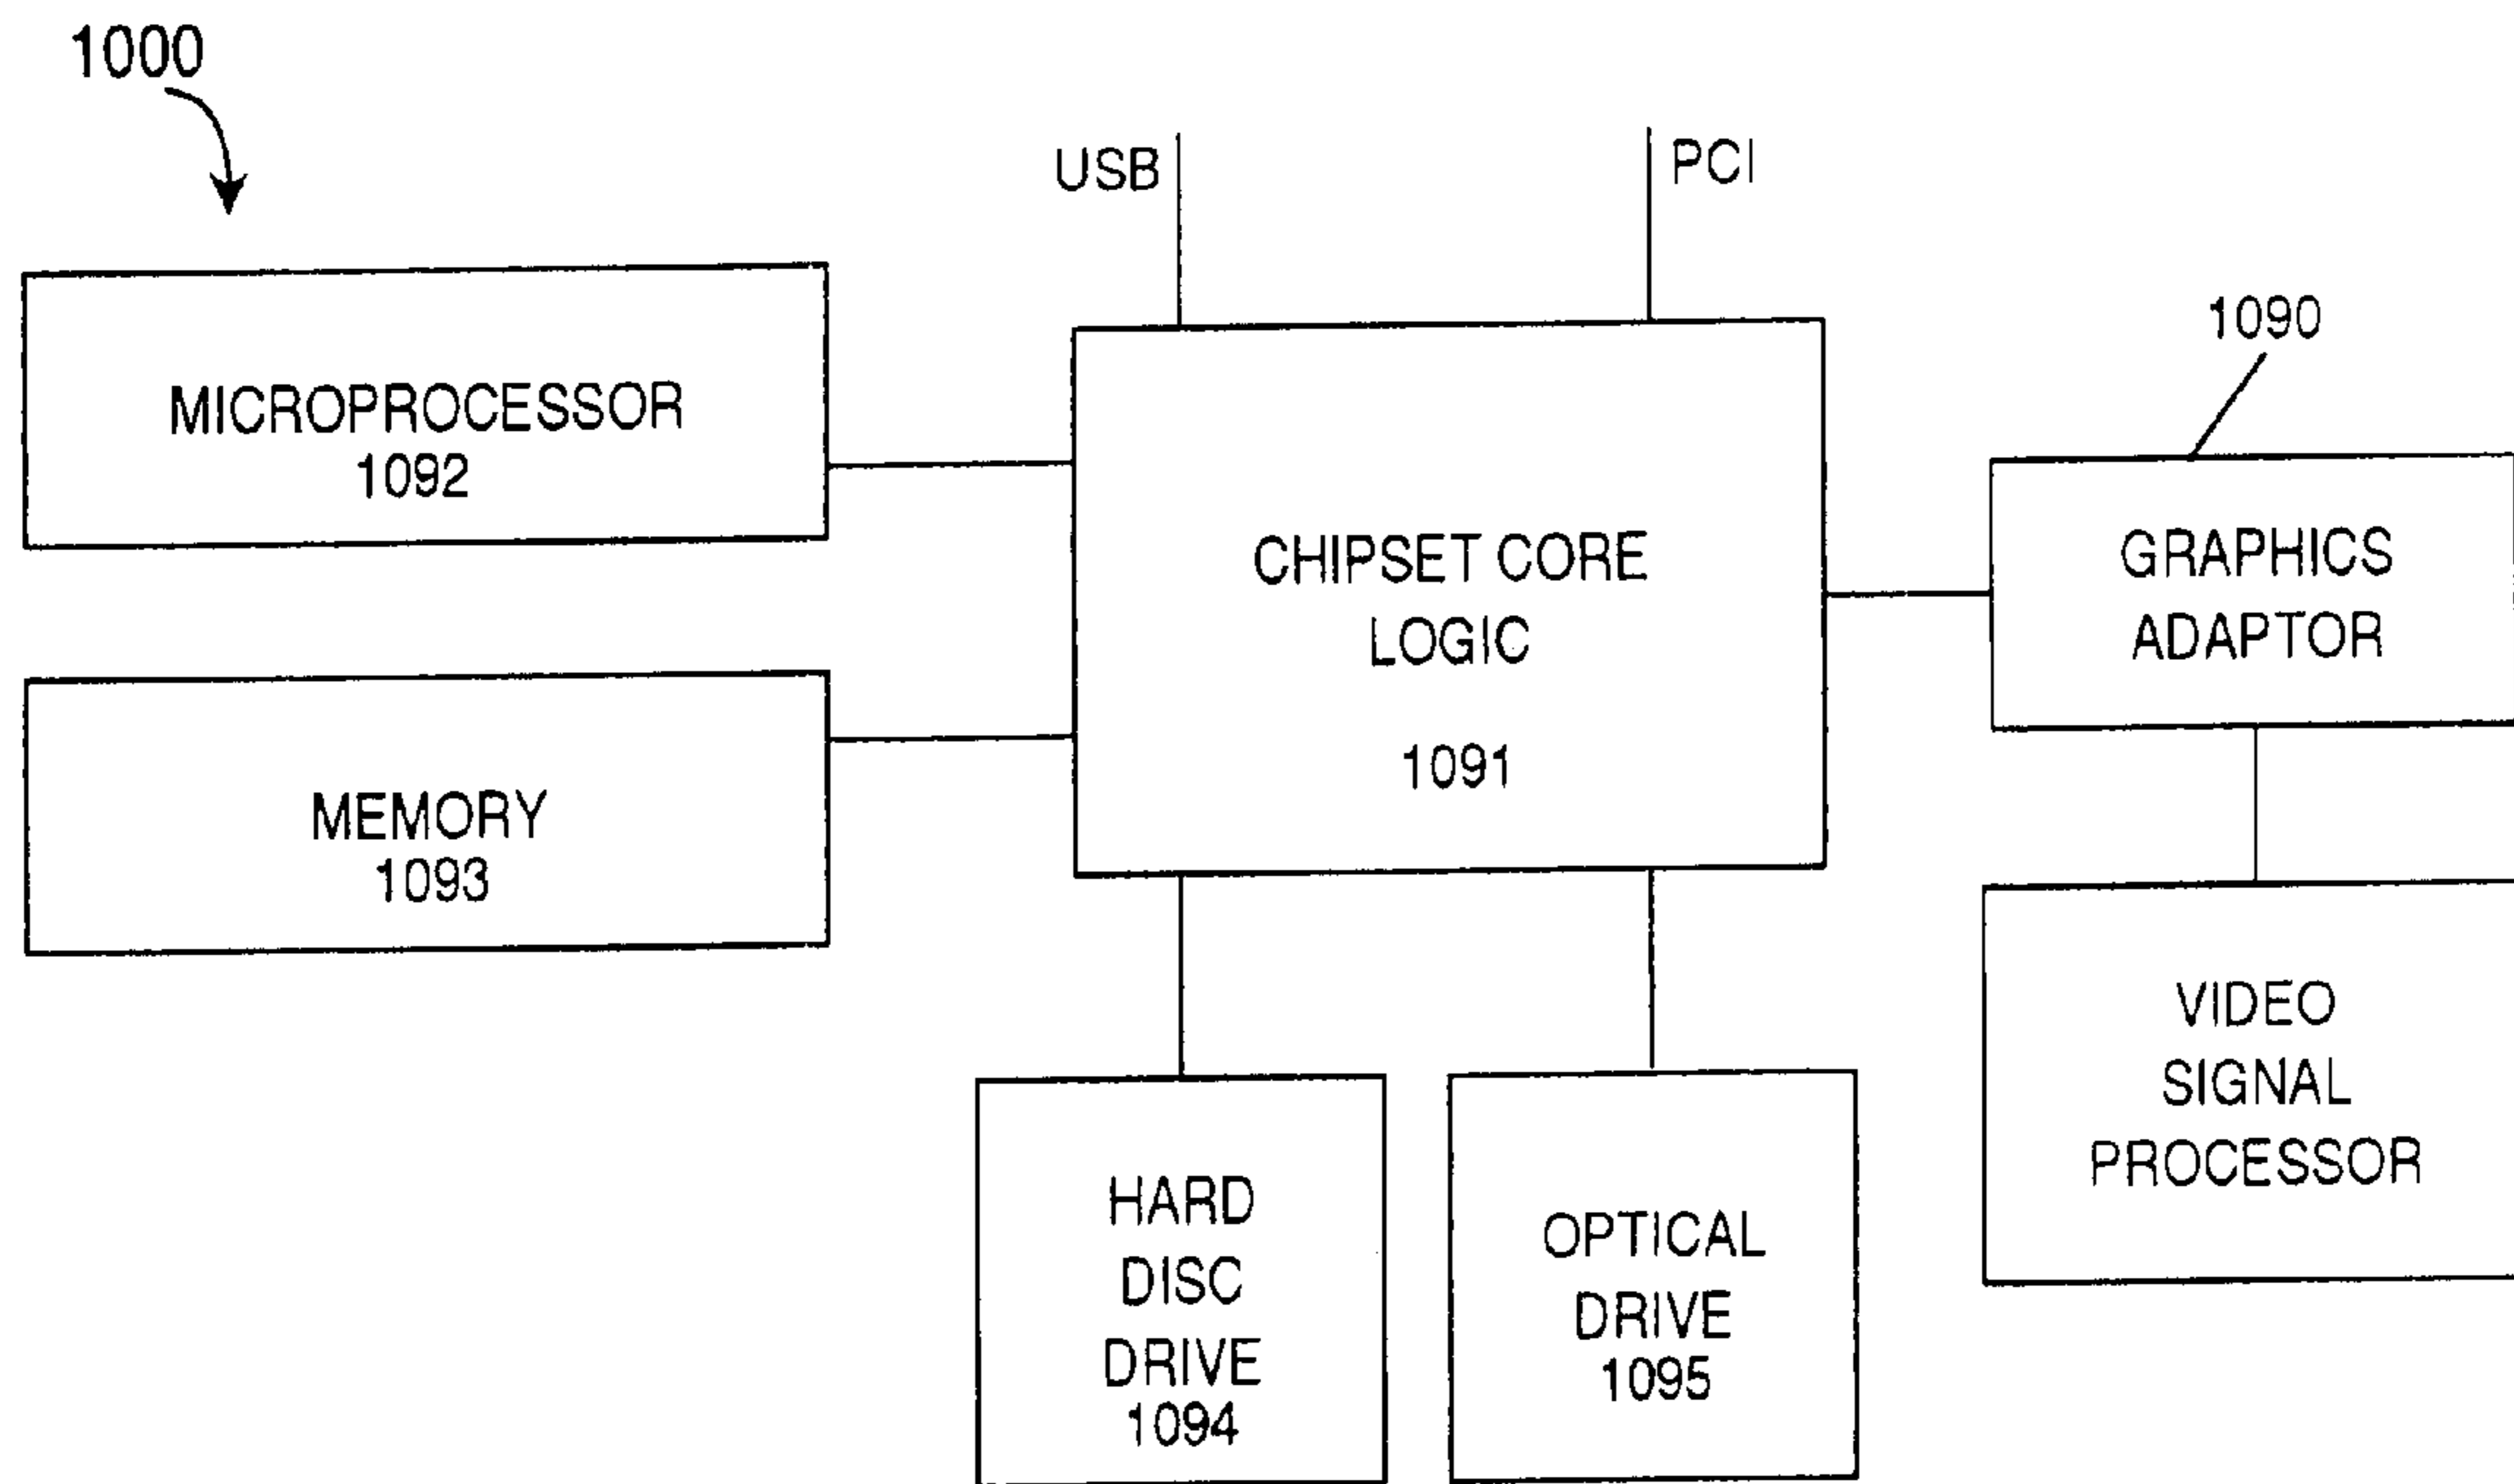 1000
USB
PCI
MICROPROCESSOR
1092
CHIPSET CORE
LOGIC
1091
1090
GRAPHICS
ADAPTOR
MEMORY
1093
VIDEO
SIGNAL
PROCESSOR
HARD
DISC
DRIVE
1094
OPTICAL
DRIVE
1095